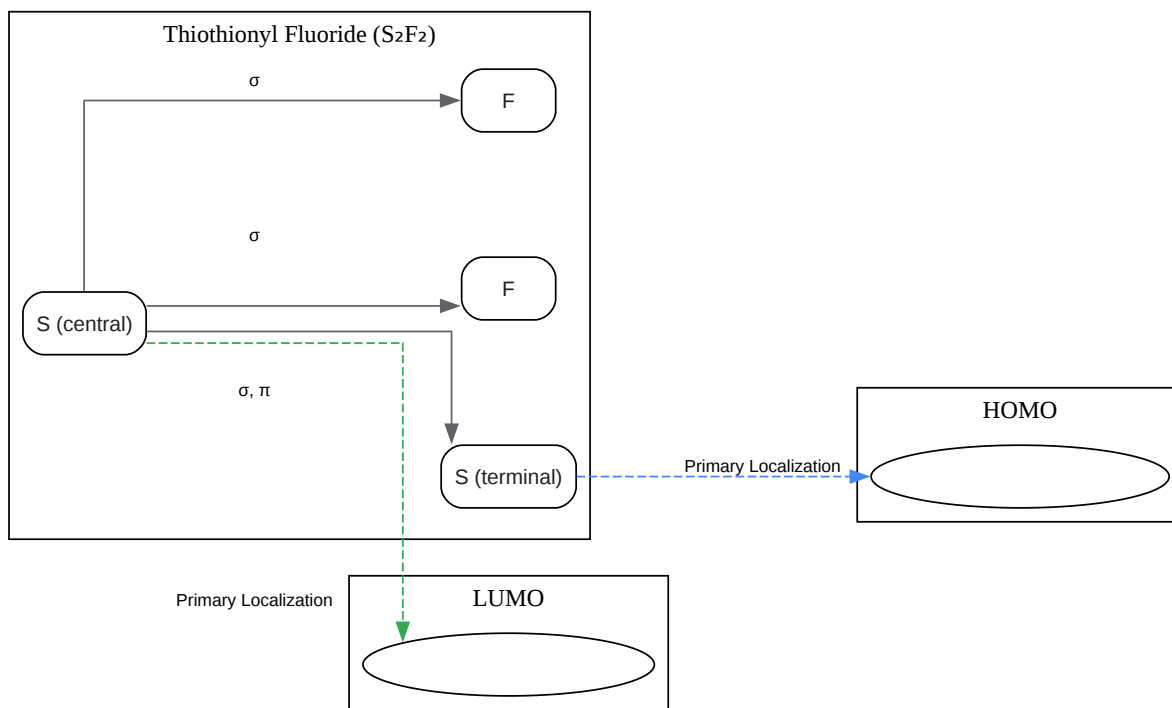 Thiothionyl Fluoride (S₂F₂)
σ
F
σ
F
S (central)
σ, π
HOMO
Primary Localization
S (terminal)
Primary Localization
LUMO